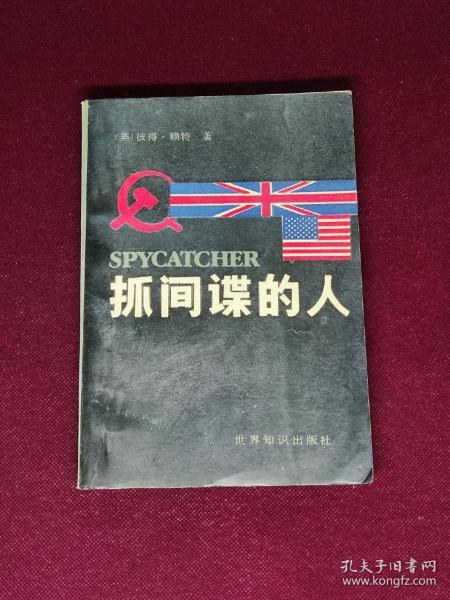 [英]彼得·赖特 著
SPYCATCHER
抓间谍的人
世界知识出版社
孔夫子旧书网
www.kongfz.com